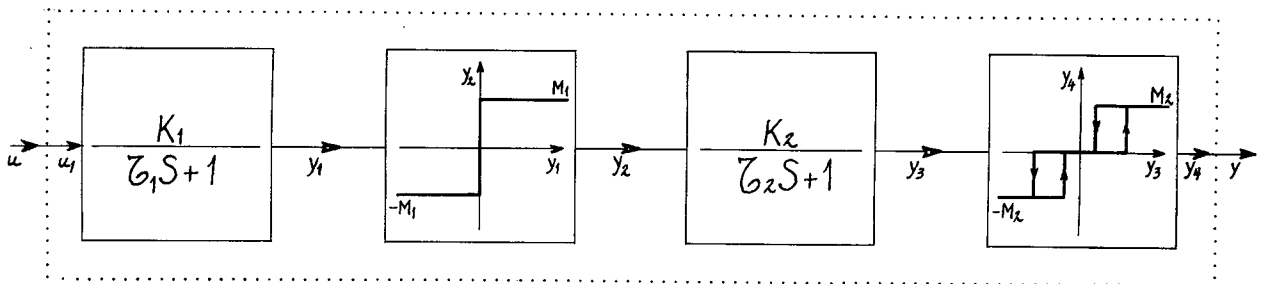 u
u₁
K₁
τ₁S+1
y₁
y₂
M₁
y₁
-M₁
y₂
K₂
τ₂S+1
y₃
y₄
M₂
y₃
-M₂
y₄
y